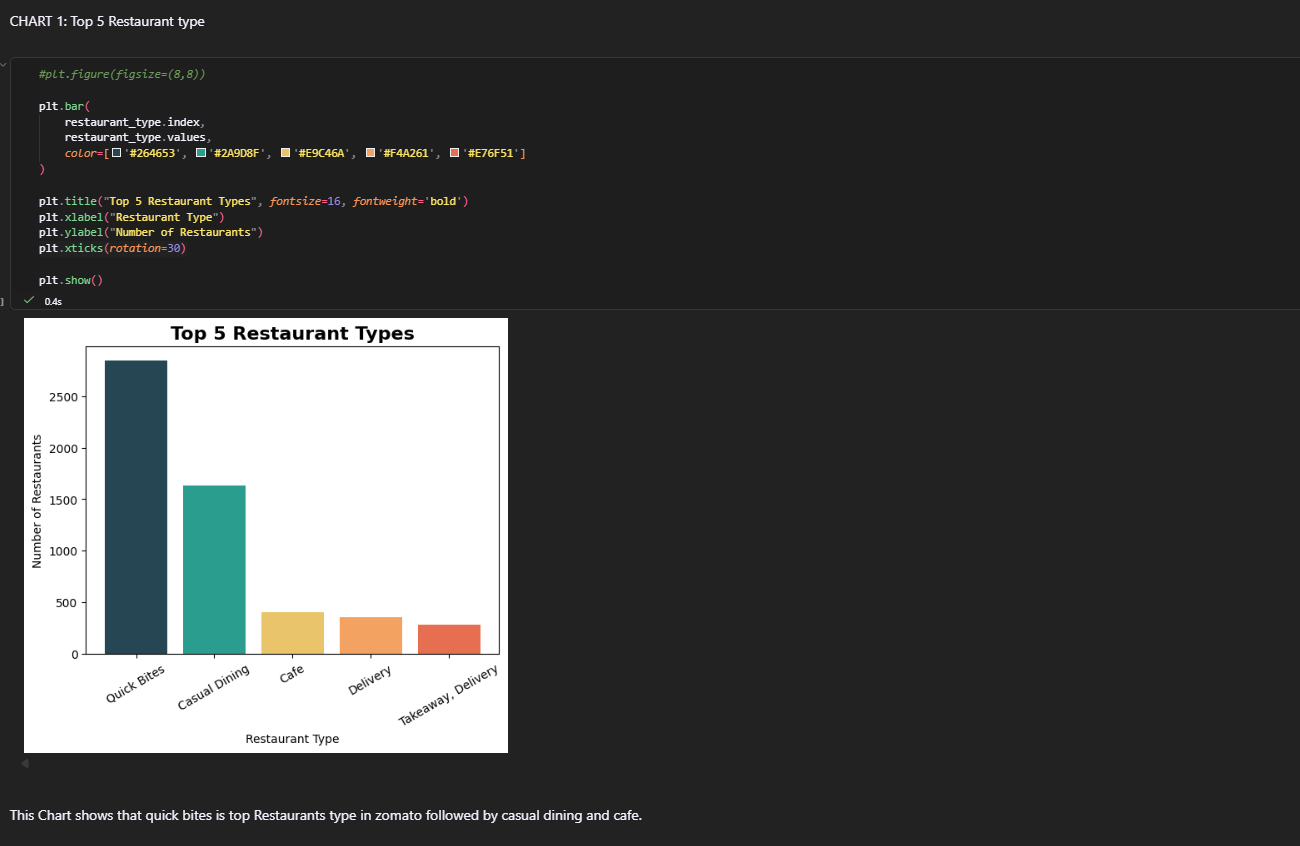 CHART 1: Top 5 Restaurant type
#plt.figure(figsize=(8,8))
plt.bar(
restaurant_type.index,
restaurant_type.values,
color=['#264653', '#2A9D8F', '#E9C46A', '#F4A261', '#E76F51']
)
plt.title("Top 5 Restaurant Types", fontsize=16, fontweight='bold')
plt.xlabel("Restaurant Type")
plt.ylabel("Number of Restaurants")
plt.xticks(rotation=30)
plt.show()
] 0.4s
Top 5 Restaurant Types
Number of Restaurants
2500
2000
1500
1000
500
0
Quick Bites
Casual Dining
Cafe
Delivery
Takeaway, Delivery
Restaurant Type
This Chart shows that quick bites is top Restaurants type in zomato followed by casual dining and cafe.